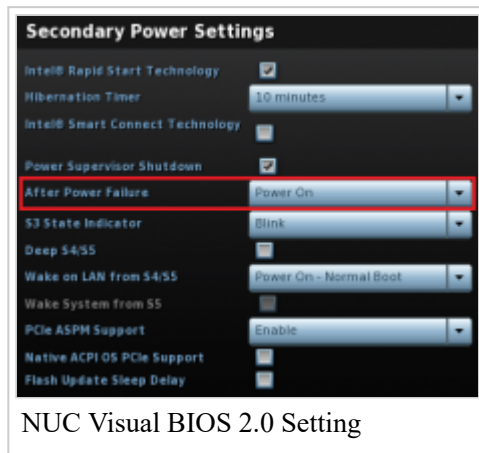 Secondary Power Settings
Intel® Rapid Start Technology
Hibernation Timer 10 minutes
Intel® Smart Connect Technology
Power Supervisor Shutdown
After Power Failure Power On
S3 State Indicator Blink
Deep S4/S5
Wake on LAN from S4/S5 Power On - Normal Boot
Wake System from S5
PCIe ASPM Support Enable
Native ACPI OS PCIe Support
Flash Update Sleep Delay
NUC Visual BIOS 2.0 Setting